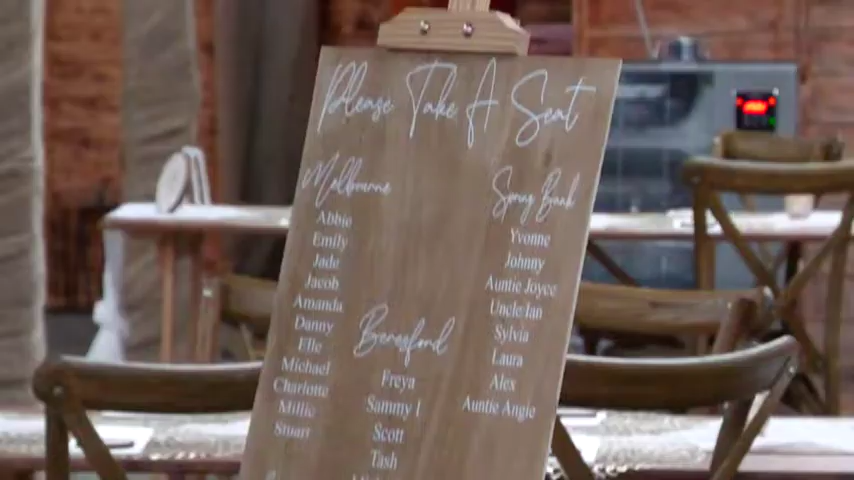 Please Take A Seat
Melbourne
Abbie
Emily
Jade
Jacob
Amanda
Danny
Elle
Michael
Charlotte
Millie
Stuart
Beresford
Freya
Sammy J
Scott
Tash
Spring Bank
Yvonne
Johnny
Auntie Joyce
Uncle Ian
Sylvia
Laura
Alex
Auntie Angie